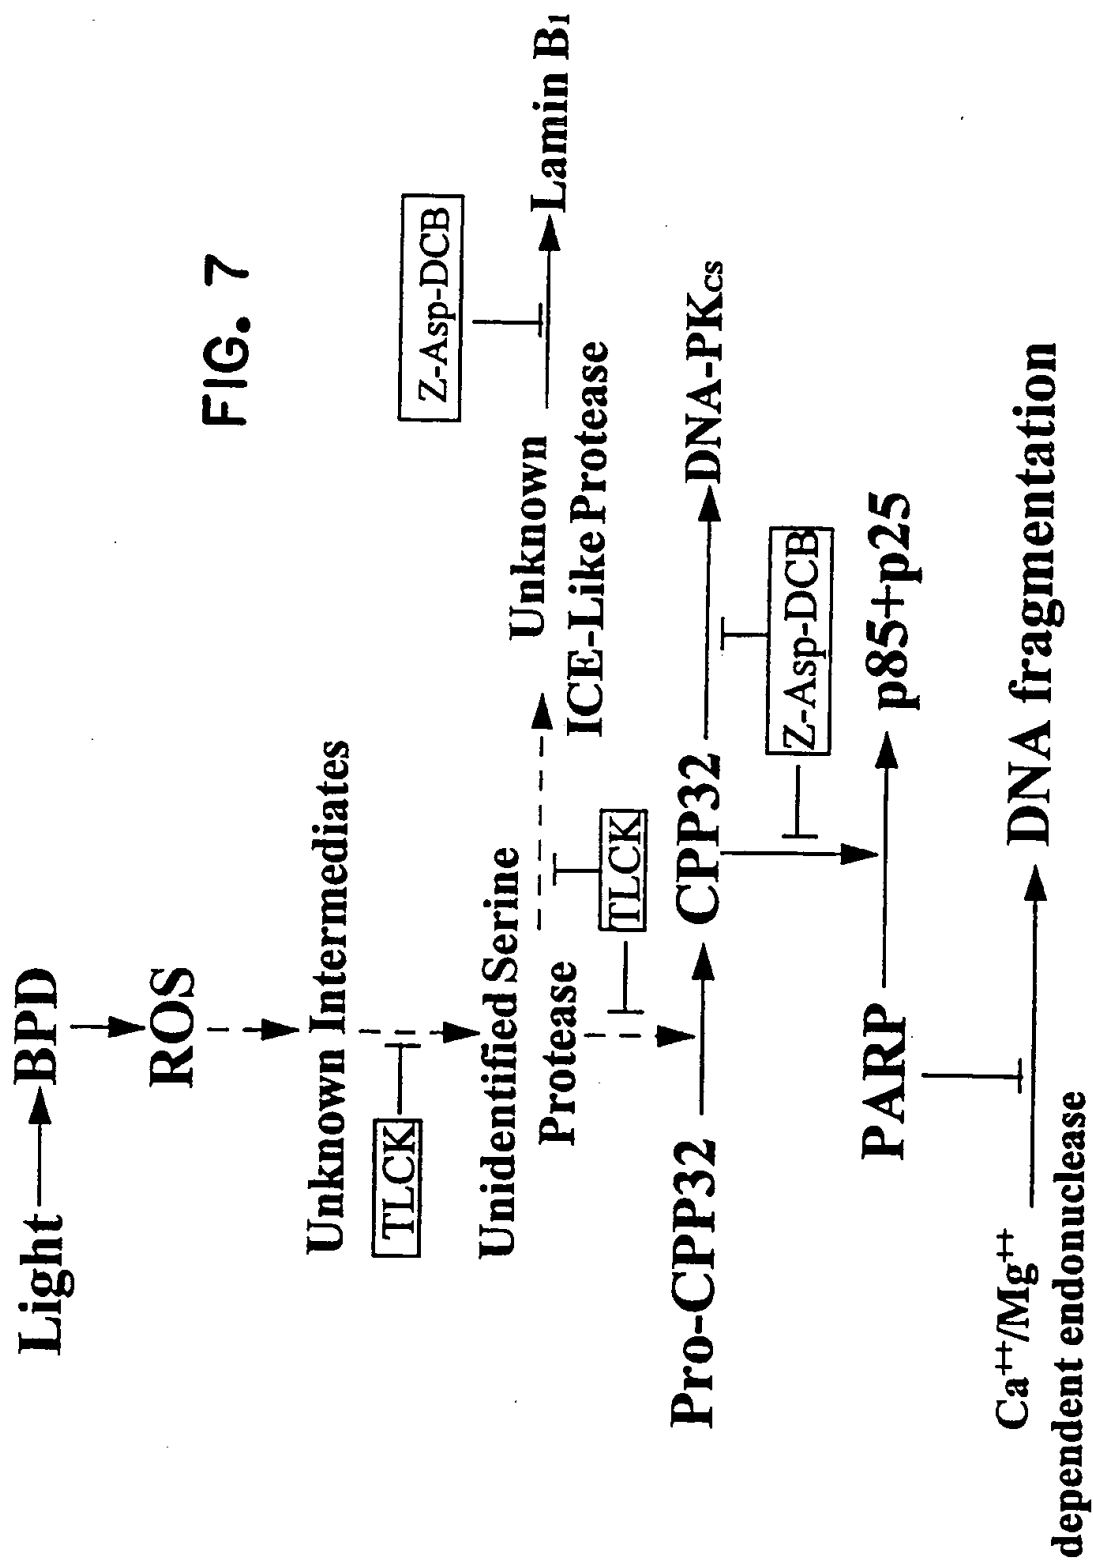 FIG. 7
Light
BPD
ROS
Unknown Intermediates
TLCK
Unidentified Serine
Protease
TLCK
Unknown
ICE-Like Protease
Z-Asp-DCB
Lamin B1
Pro-CPP32
CPP32
DNA-PKCS
Z-Asp-DCB
PARP
p85+p25
Ca++/Mg++
dependent endonuclease
DNA fragmentation